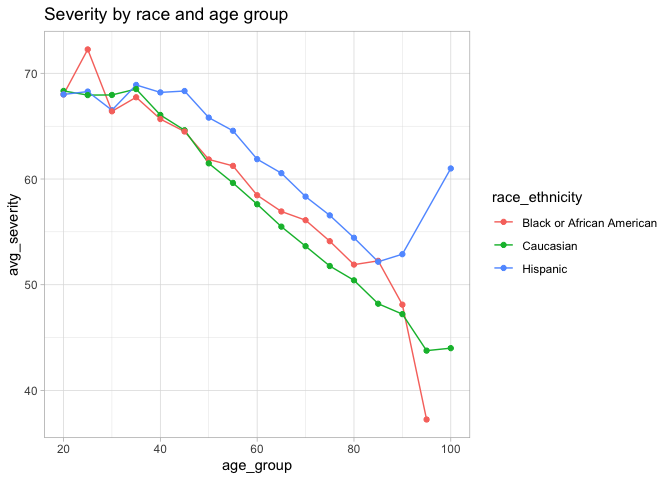 Severity by race and age group
70
60
50
40
avg_severity
20
40
60
80
100
age_group
race_ethnicity
Black or African American
Caucasian
Hispanic